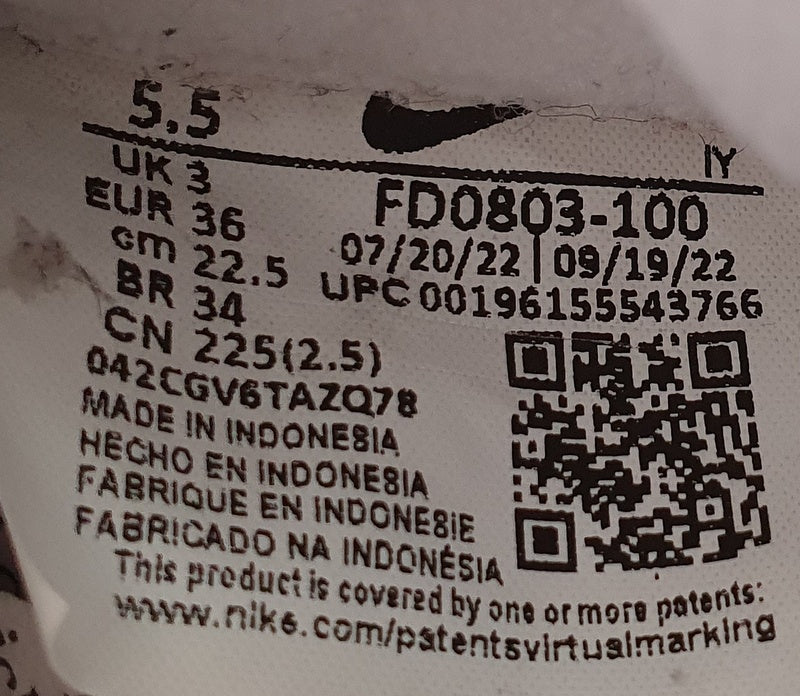 5.5
IY
UK 3
EUR 36
cm 22.5
BR 34
CN 225(2.5)
FD0803-100
07/20/22 | 09/19/22
UPC 00196155543766
042CGV6TAZQ78
MADE IN INDONESIA
HECHO EN INDONESIA
FABRIQUE EN INDONESIE
FABRICADO NA INDONÉSIA
This product is covered by one or more patents:
www.nike.com/patentsvirtualmarking